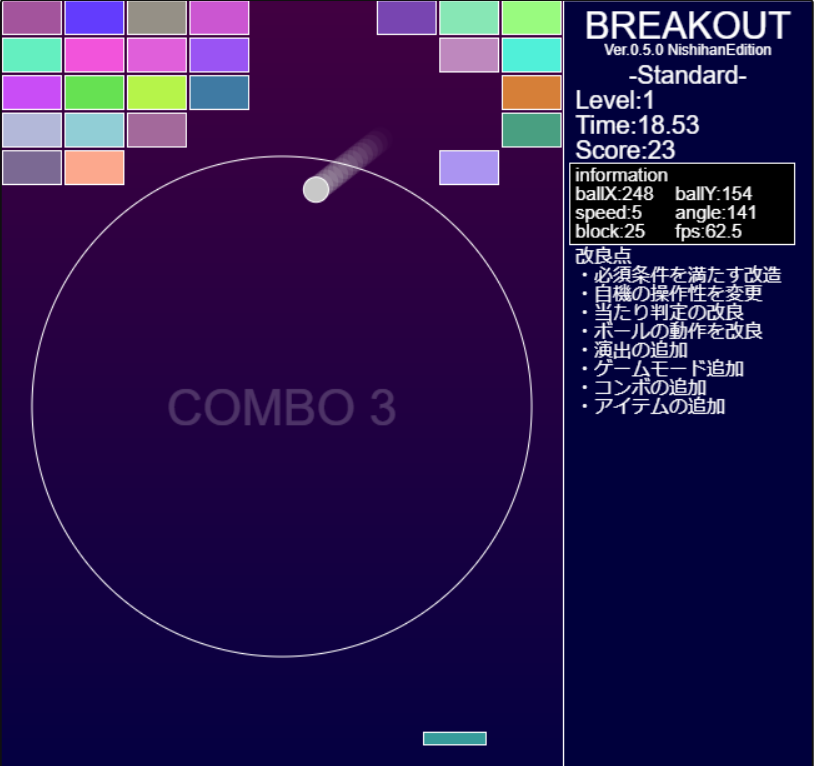 BREAKOUT
Ver.0.5.0 NishihanEdition
-Standard-
Level:1
Time:18.53
Score:23
information
ballX:248 ballY:154
speed:5 angle:141
block:25 fps:62.5
改良点
・必須条件を満たす改造
・自機の操作性を変更
・当たり判定の改良
・ボールの動作を改良
・演出の追加
・ゲームモード追加
・コンボの追加
・アイテムの追加
COMBO 3